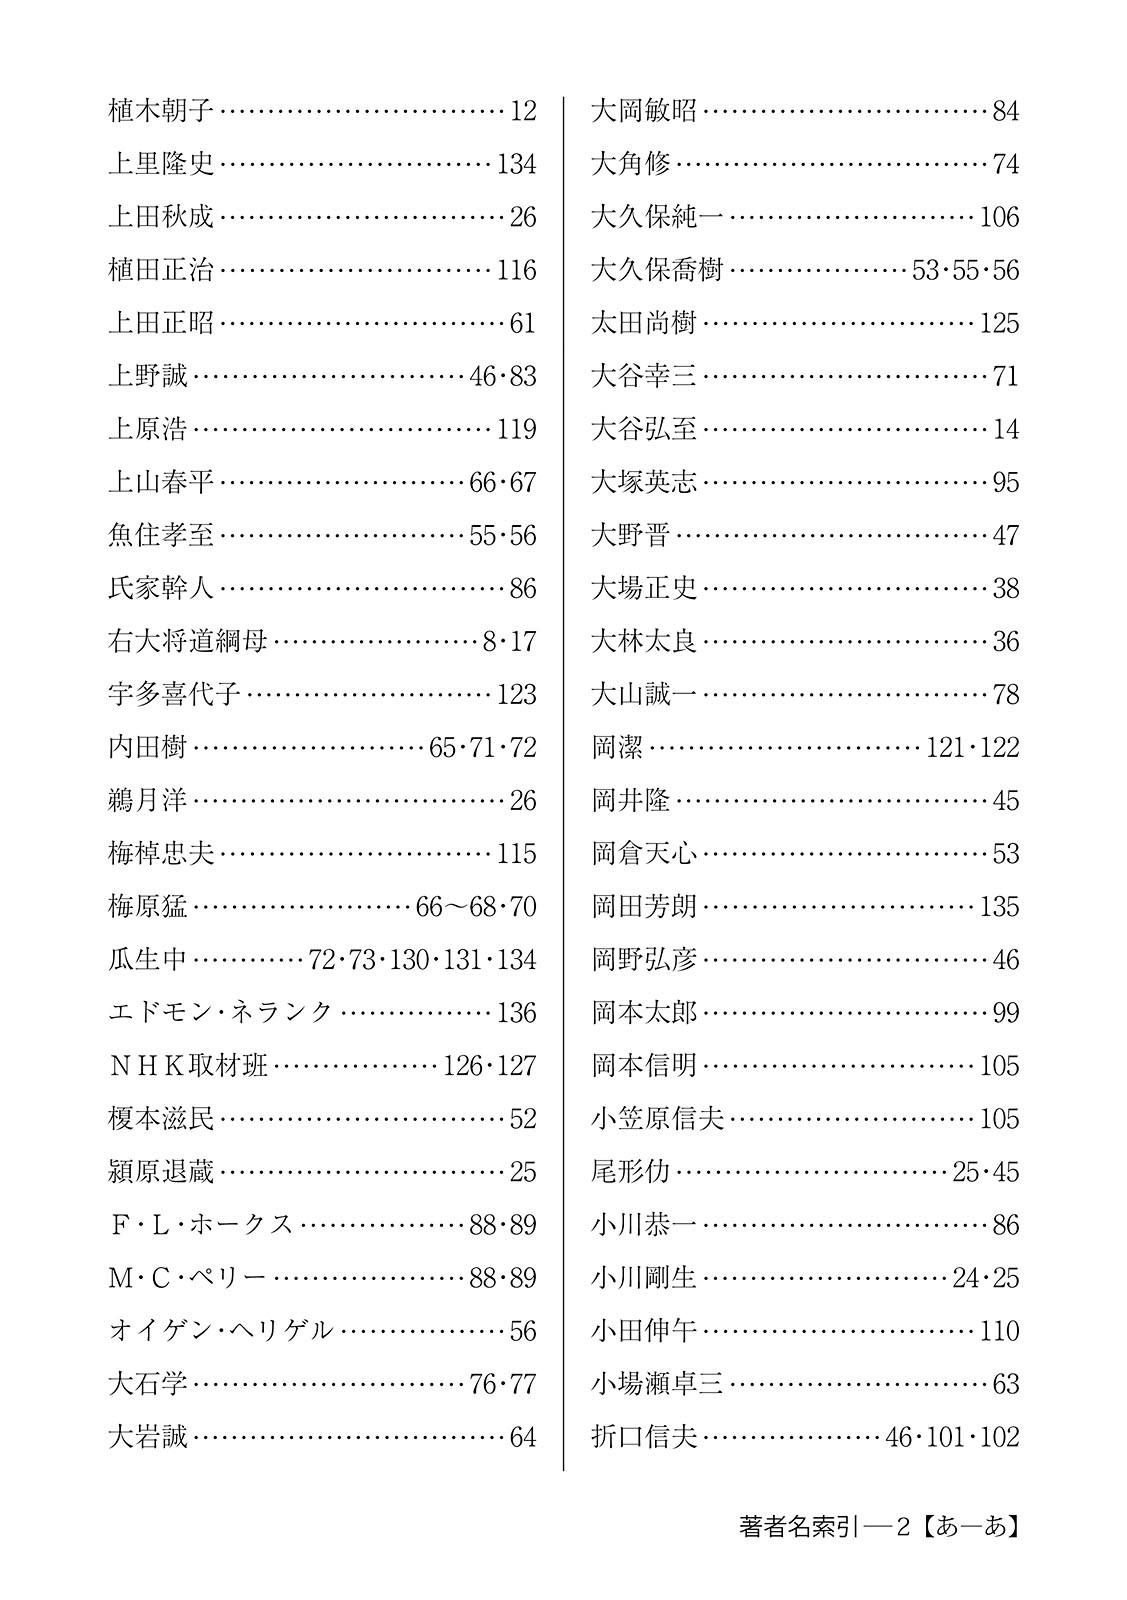 植木朝子……………………………12
上里隆史……………………………134
上田秋成……………………………26
植田正治……………………………116
上田正昭……………………………61
上野誠……………………………46・83
上原浩……………………………119
上山春平……………………………66・67
魚住孝至……………………………55・56
氏家幹人……………………………86
右大将道綱母……………………8・17
宇多喜代子……………………………123
内田樹……………………………65・71・72
鵜月洋……………………………26
梅棹忠夫……………………………115
梅原猛……………………………66〜68・70
瓜生中…………72・73・130・131・134
エドモン・ネランク………………136
ＮＨＫ取材班………………126・127
榎本滋民……………………………52
潁原退蔵……………………………25
Ｆ・Ｌ・ホークス………………88・89
Ｍ・Ｃ・ペリー…………………88・89
オイゲン・ヘリゲル………………56
大石学……………………………76・77
大岩誠……………………………64
大岡敏昭……………………………84
大角修……………………………74
大久保純一……………………………106
大久保喬樹…………………53・55・56
太田尚樹……………………………125
大谷幸三……………………………71
大谷弘至……………………………14
大塚英志……………………………95
大野晋……………………………47
大場正史……………………………38
大林太良……………………………36
大山誠一……………………………78
岡潔……………………………121・122
岡井隆……………………………45
岡倉天心……………………………53
岡田芳朗……………………………135
岡野弘彦……………………………46
岡本太郎……………………………99
岡本信明……………………………105
小笠原信夫……………………………105
尾形仂……………………………25・45
小川恭一……………………………86
小川剛生……………………………24・25
小田伸午……………………………110
小場瀬卓三……………………………63
折口信夫…………………46・101・102
著者名索引―2【あ―あ】